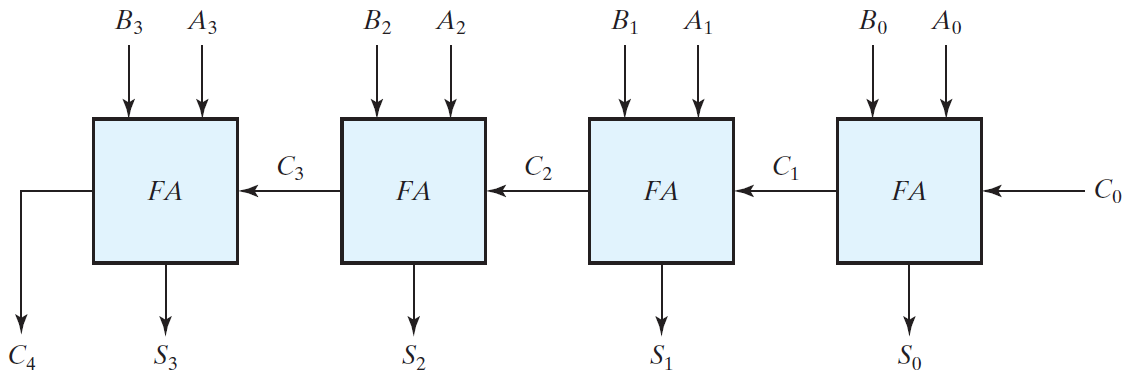 B₃ A₃ B₂ A₂ B₁ A₁ B₀ A₀
C₃ C₂ C₁
FA FA FA FA C₀
C₄ S₃ S₂ S₁ S₀